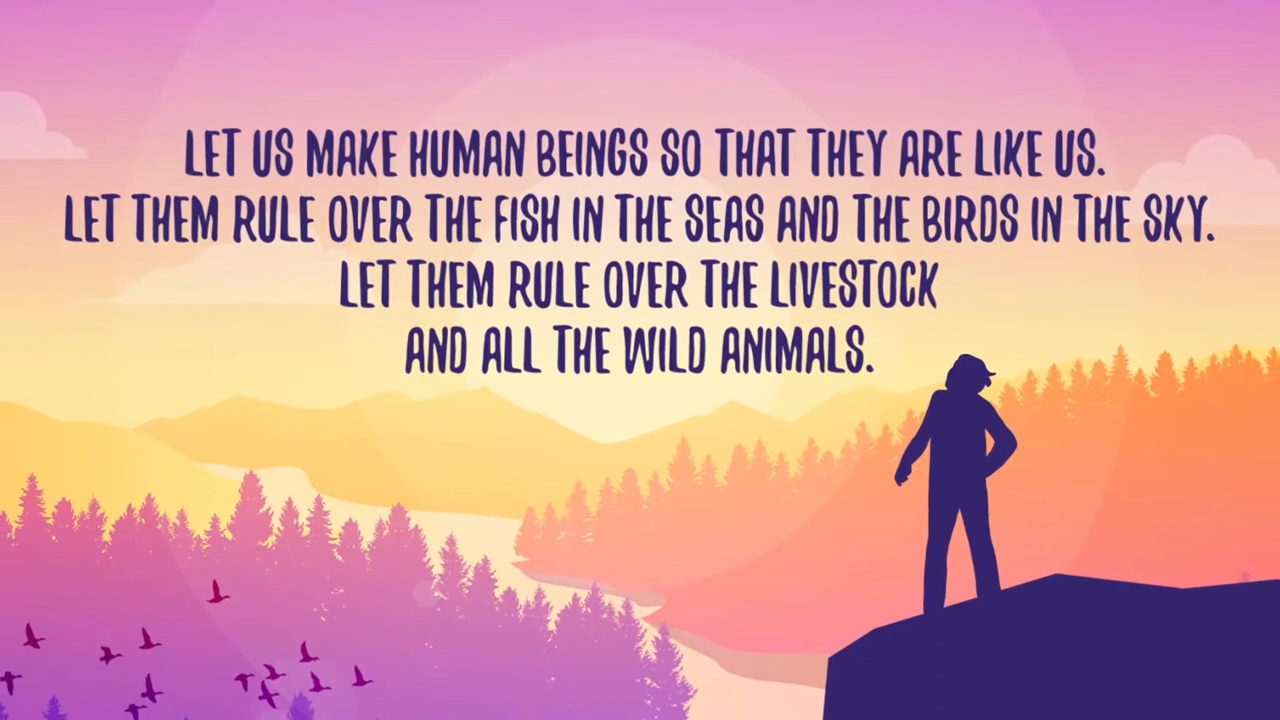 LET US MAKE HUMAN BEINGS SO THAT THEY ARE LIKE US.
LET THEM RULE OVER THE FISH IN THE SEAS AND THE BIRDS IN THE SKY.
LET THEM RULE OVER THE LIVESTOCK
AND ALL THE WILD ANIMALS.